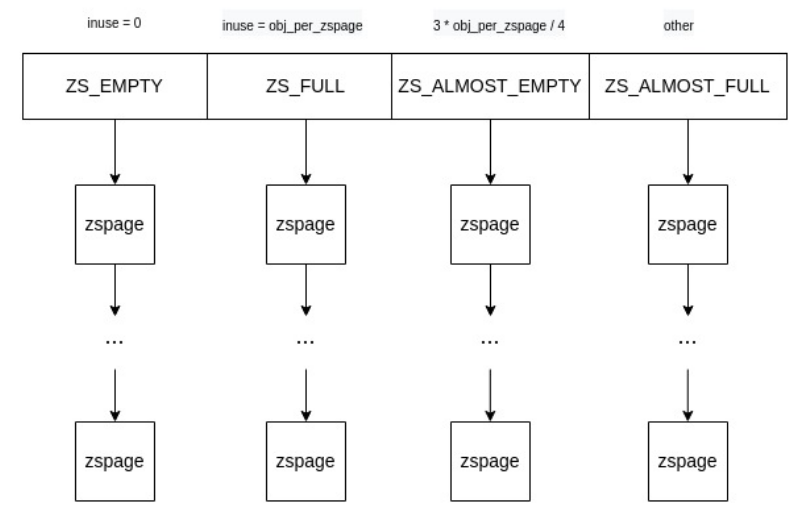 inuse = 0 inuse = obj_per_zspage 3 * obj_per_zspage / 4 other
ZS_EMPTY ZS_FULL ZS_ALMOST_EMPTY ZS_ALMOST_FULL
zspage zspage zspage zspage
... ... ... ...
zspage zspage zspage zspage